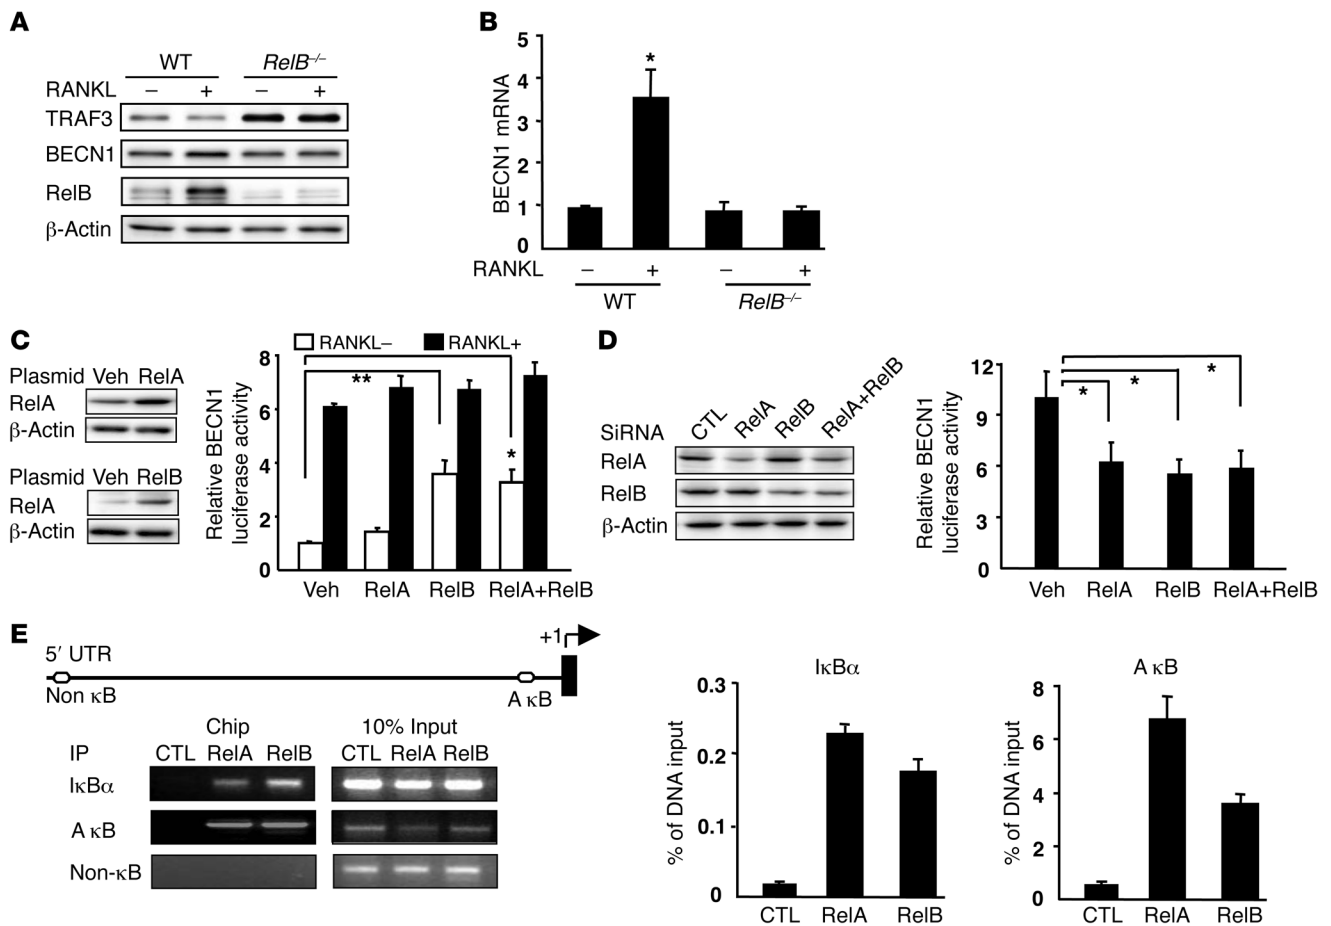 A
WT RelB–/–
RANKL – + – +
TRAF3
BECN1
RelB
β-Actin
B
BECN1 mRNA
5
4
3
2
1
0
*
RANKL – + – +
WT RelB–/–
C
Plasmid Veh RelA
RelA
β-Actin
Plasmid Veh RelB
RelA
β-Actin
RANKL– RANKL+
Relative BECN1
luciferase activity
8
6
4
2
0
**
*
Veh RelA RelB RelA+RelB
D
SiRNA CTL RelA RelB RelA+RelB
RelA
RelB
β-Actin
Relative BECN1
luciferase activity
12
9
6
3
0
* * *
Veh RelA RelB RelA+RelB
E
+1
5′ UTR
Non κB A κB
Chip 10% Input
IP CTL RelA RelB CTL RelA RelB
IκBα
A κB
Non-κB
IκBα
% of DNA input
0.3
0.2
0.1
0
CTL RelA RelB
A κB
% of DNA input
8
6
4
2
0
CTL RelA RelB